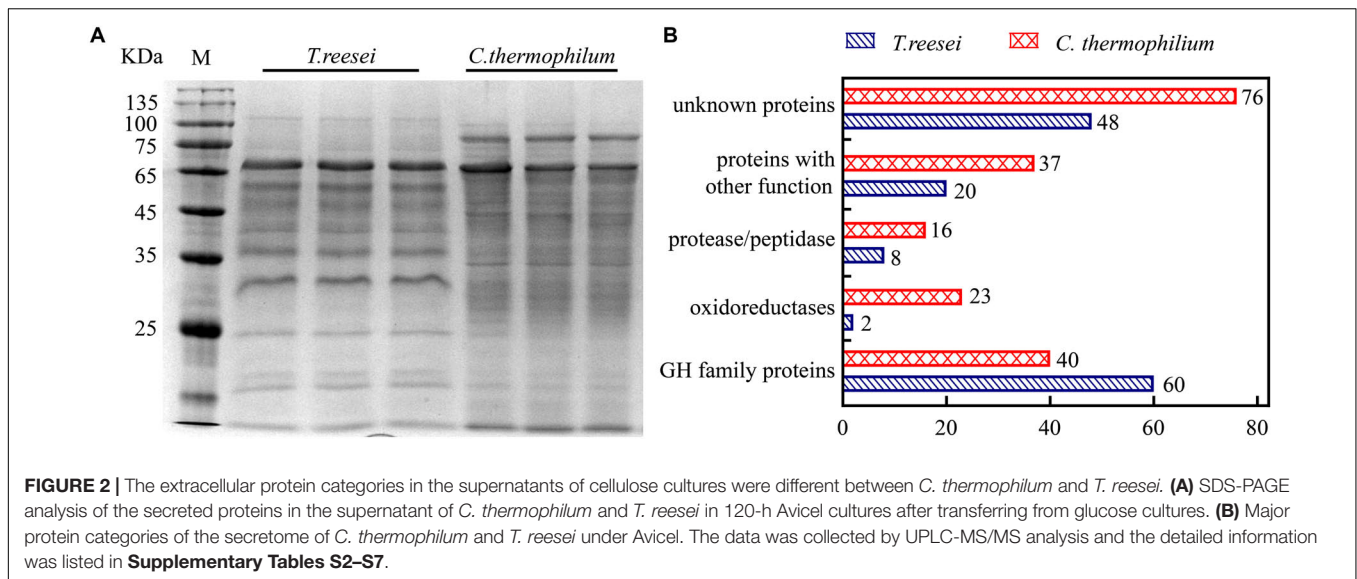 A
KDa M T.reesei C.thermophilum
135
100
75
65
45
35
25
B
T.reesei C. thermophilium
unknown proteins 76
48
proteins with
other function 37
20
protease/peptidase 16
8
oxidoreductases 23
2
GH family proteins 40
60
0 20 40 60 80
FIGURE 2 | The extracellular protein categories in the supernatants of cellulose cultures were different between C. thermophilum and T. reesei. (A) SDS-PAGE
analysis of the secreted proteins in the supernatant of C. thermophilum and T. reesei in 120-h Avicel cultures after transferring from glucose cultures. (B) Major
protein categories of the secretome of C. thermophilum and T. reesei under Avicel. The data was collected by UPLC-MS/MS analysis and the detailed information
was listed in Supplementary Tables S2–S7.